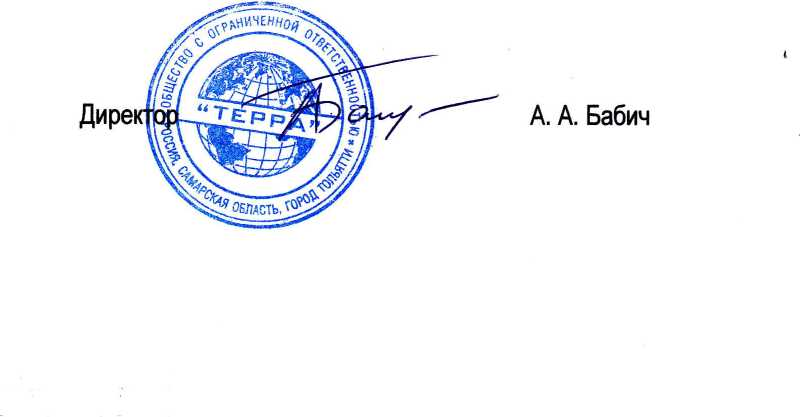 Директор
А. А. Бабич
ОБЩЕСТВО С ОГРАНИЧЕННОЙ ОТВЕТСТВЕННОСТЬЮ
* РОССИЯ, САМАРСКАЯ ОБЛАСТЬ, ГОРОД ТОЛЬЯТТИ *
“ТЕРРА”